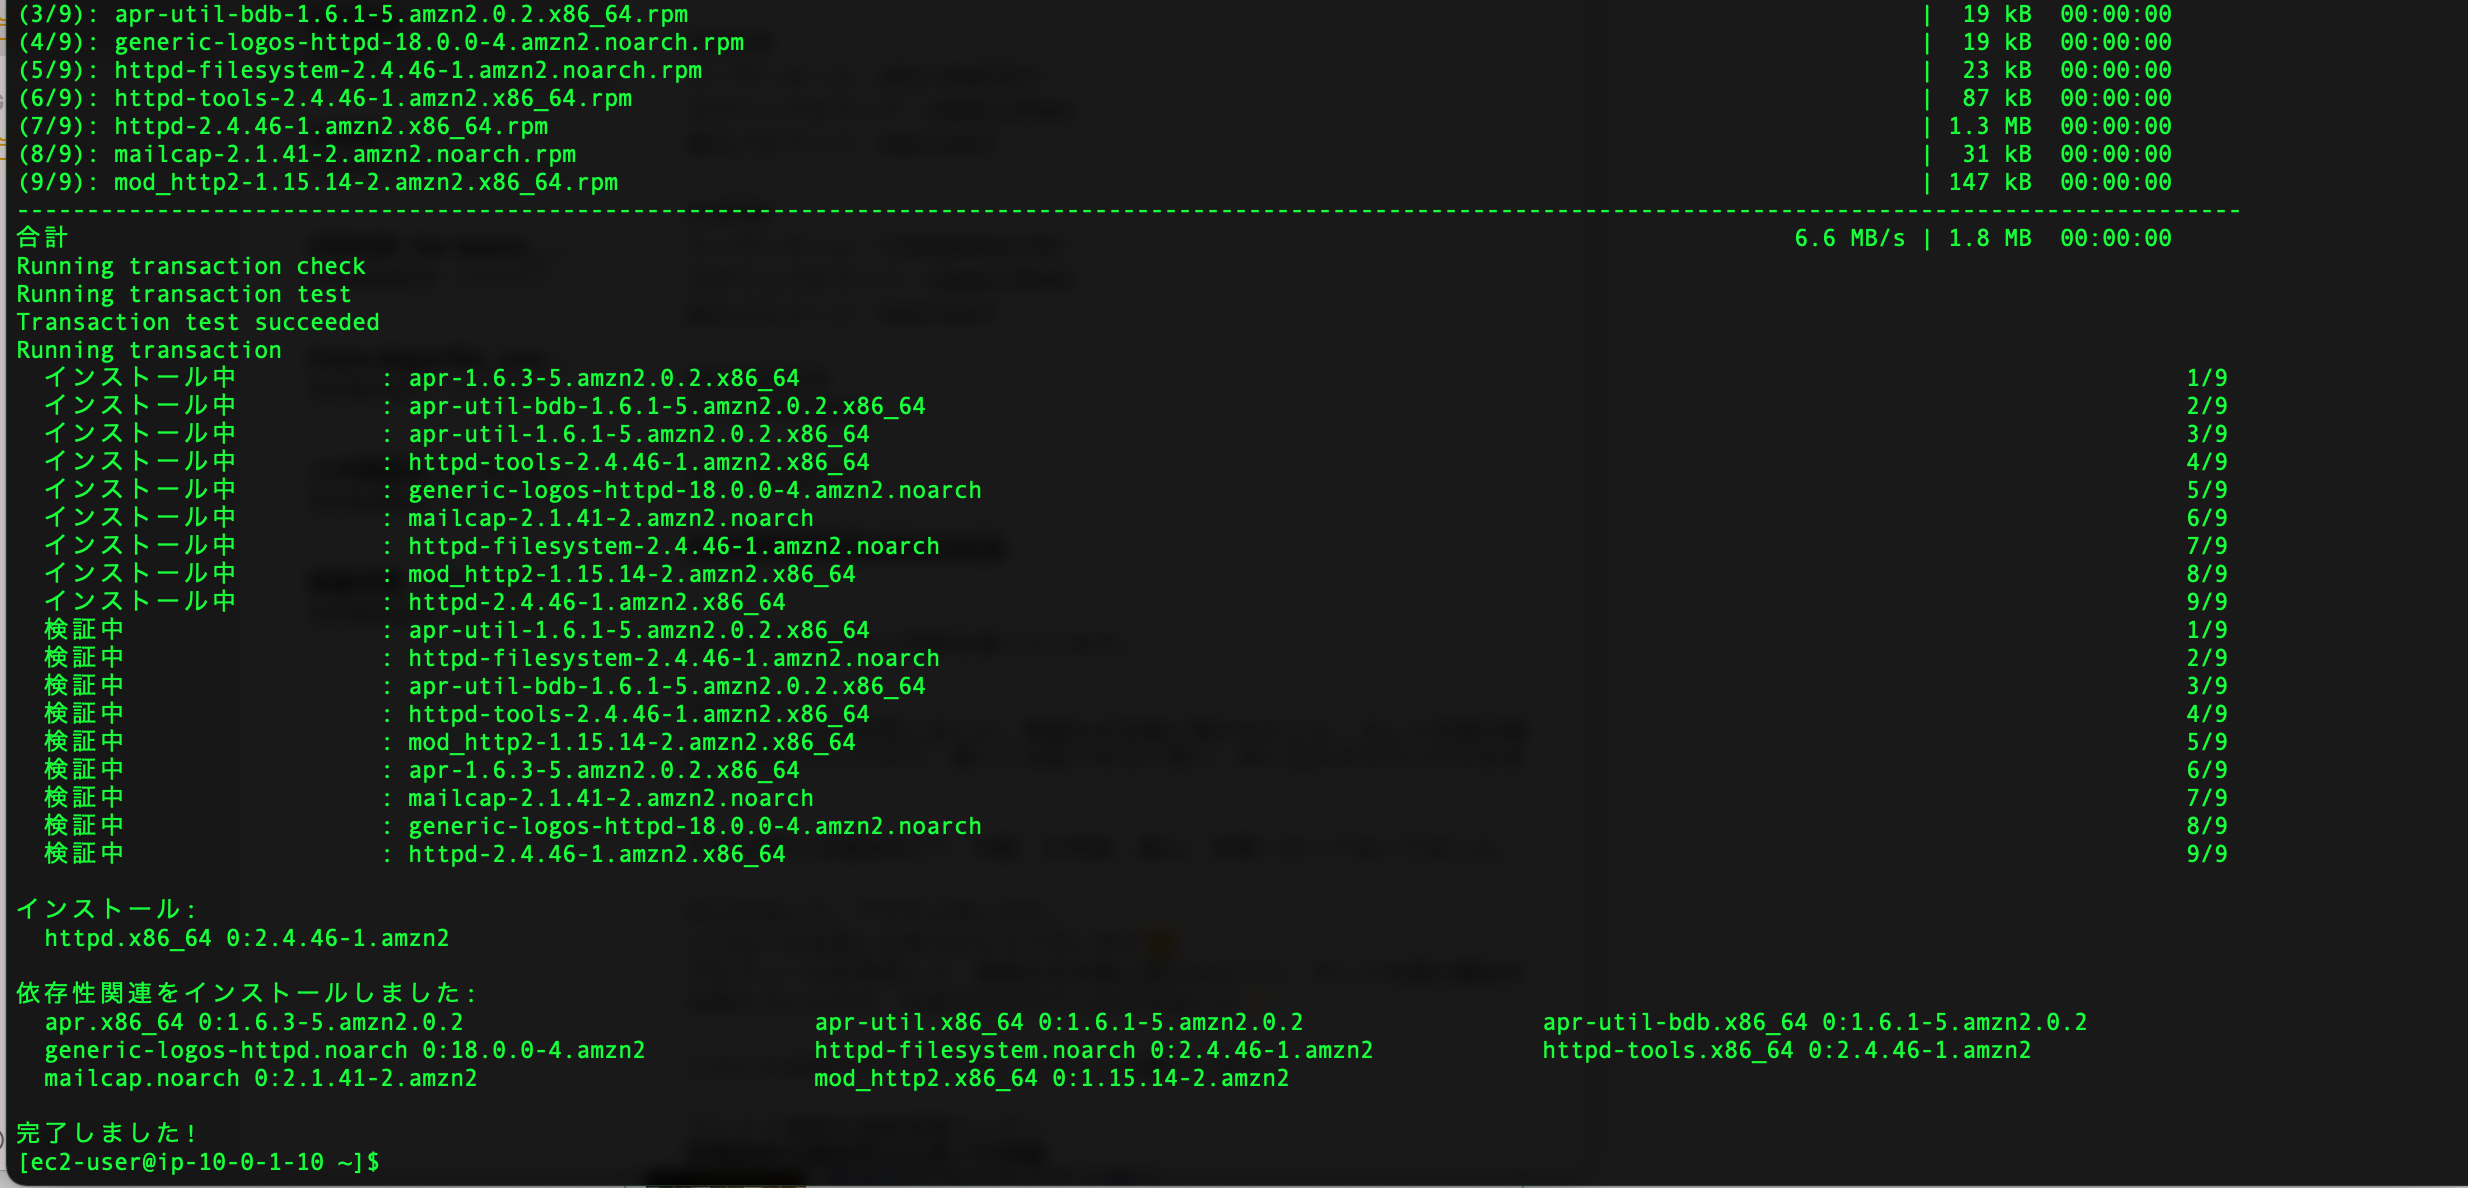 (3/9): apr-util-bdb-1.6.1-5.amzn2.0.2.x86_64.rpm | 19 kB 00:00:00
(4/9): generic-logos-httpd-18.0.0-4.amzn2.noarch.rpm | 19 kB 00:00:00
(5/9): httpd-filesystem-2.4.46-1.amzn2.noarch.rpm | 23 kB 00:00:00
(6/9): httpd-tools-2.4.46-1.amzn2.x86_64.rpm | 87 kB 00:00:00
(7/9): httpd-2.4.46-1.amzn2.x86_64.rpm | 1.3 MB 00:00:00
(8/9): mailcap-2.1.41-2.amzn2.noarch.rpm | 31 kB 00:00:00
(9/9): mod_http2-1.15.14-2.amzn2.x86_64.rpm | 147 kB 00:00:00
--------------------------------------------------------------------------------------------------------------------------------------------------------------
合計 6.6 MB/s | 1.8 MB 00:00:00
Running transaction check
Running transaction test
Transaction test succeeded
Running transaction
インストール中 : apr-1.6.3-5.amzn2.0.2.x86_64 1/9
インストール中 : apr-util-bdb-1.6.1-5.amzn2.0.2.x86_64 2/9
インストール中 : apr-util-1.6.1-5.amzn2.0.2.x86_64 3/9
インストール中 : httpd-tools-2.4.46-1.amzn2.x86_64 4/9
インストール中 : generic-logos-httpd-18.0.0-4.amzn2.noarch 5/9
インストール中 : mailcap-2.1.41-2.amzn2.noarch 6/9
インストール中 : httpd-filesystem-2.4.46-1.amzn2.noarch 7/9
インストール中 : mod_http2-1.15.14-2.amzn2.x86_64 8/9
インストール中 : httpd-2.4.46-1.amzn2.x86_64 9/9
検証中 : apr-util-1.6.1-5.amzn2.0.2.x86_64 1/9
検証中 : httpd-filesystem-2.4.46-1.amzn2.noarch 2/9
検証中 : apr-util-bdb-1.6.1-5.amzn2.0.2.x86_64 3/9
検証中 : httpd-tools-2.4.46-1.amzn2.x86_64 4/9
検証中 : mod_http2-1.15.14-2.amzn2.x86_64 5/9
検証中 : apr-1.6.3-5.amzn2.0.2.x86_64 6/9
検証中 : mailcap-2.1.41-2.amzn2.noarch 7/9
検証中 : generic-logos-httpd-18.0.0-4.amzn2.noarch 8/9
検証中 : httpd-2.4.46-1.amzn2.x86_64 9/9
インストール:
httpd.x86_64 0:2.4.46-1.amzn2
依存性関連をインストールしました:
apr.x86_64 0:1.6.3-5.amzn2.0.2 apr-util.x86_64 0:1.6.1-5.amzn2.0.2 apr-util-bdb.x86_64 0:1.6.1-5.amzn2.0.2
generic-logos-httpd.noarch 0:18.0.0-4.amzn2 httpd-filesystem.noarch 0:2.4.46-1.amzn2 httpd-tools.x86_64 0:2.4.46-1.amzn2
mailcap.noarch 0:2.1.41-2.amzn2 mod_http2.x86_64 0:1.15.14-2.amzn2
完了しました!
[ec2-user@ip-10-0-1-10 ~]$